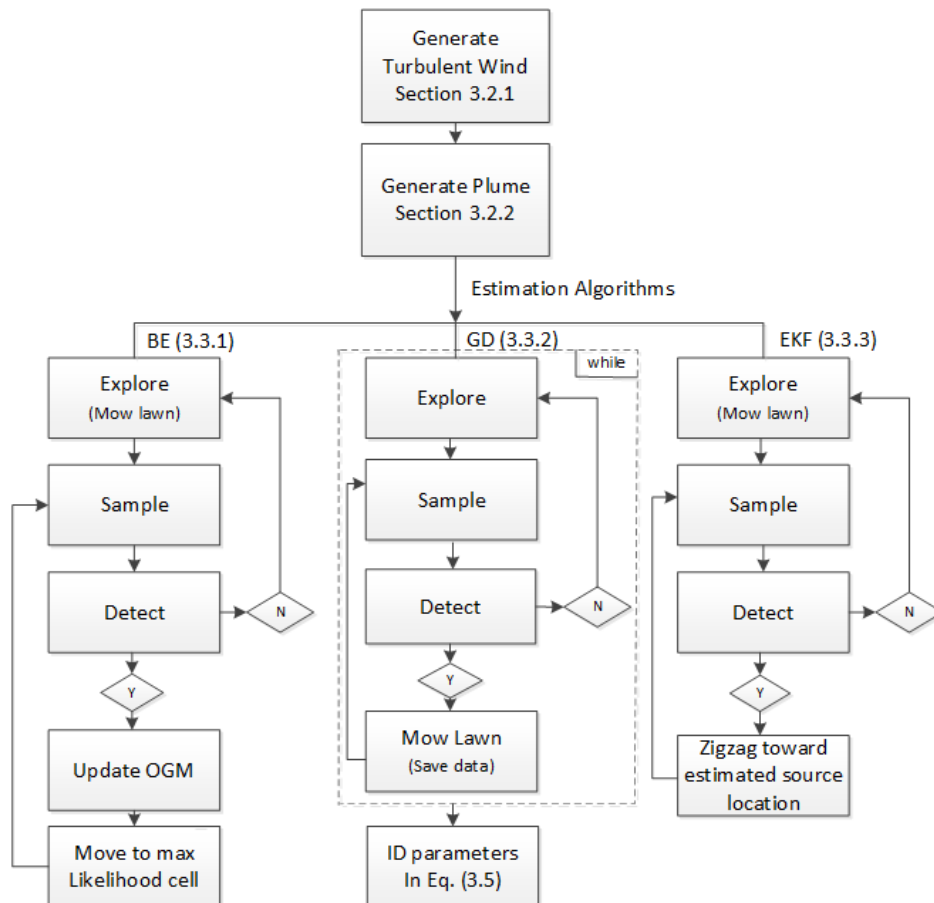 Generate
Turbulent Wind
Section 3.2.1
Generate Plume
Section 3.2.2
Estimation Algorithms
BE (3.3.1)
Explore
(Mow lawn)
Sample
Detect
N
Y
Update OGM
Move to max
Likelihood cell
GD (3.3.2)
while
Explore
Sample
Detect
N
Y
Mow Lawn
(Save data)
ID parameters
In Eq. (3.5)
EKF (3.3.3)
Explore
(Mow lawn)
Sample
Detect
N
Y
Zigzag toward
estimated source
location